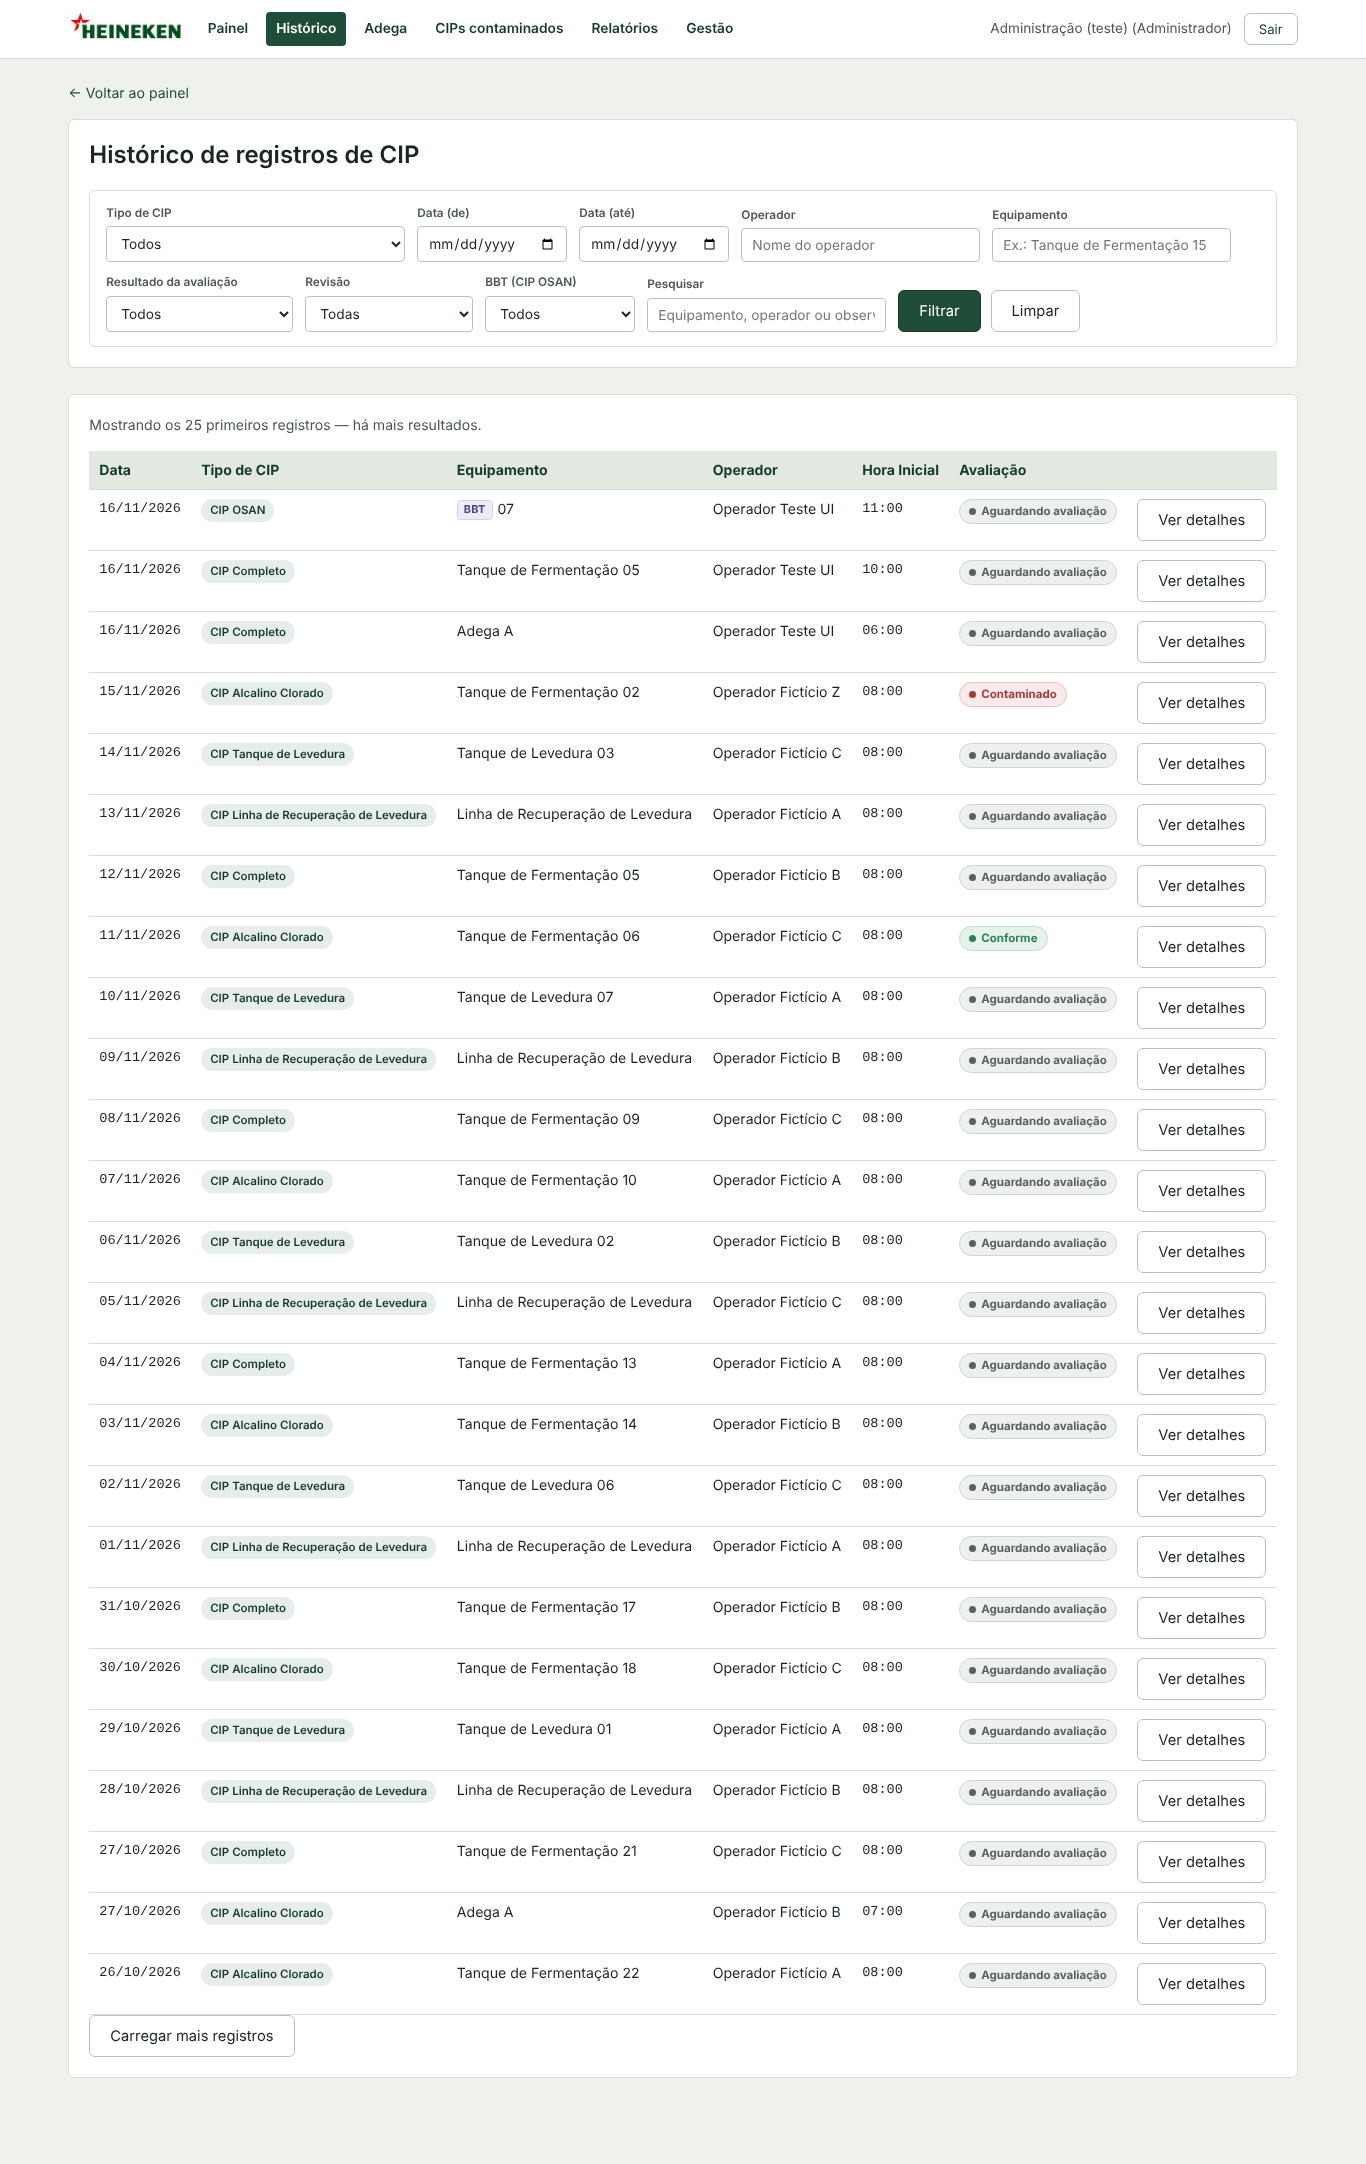 HEINEKEN Painel Histórico Adega CIPs contaminados Relatórios Gestão Administração (teste) (Administrador) Sair
← Voltar ao painel
Histórico de registros de CIP
Tipo de CIP Data (de) Data (até) Operador Equipamento
Todos mm/dd/yyyy mm/dd/yyyy Nome do operador Ex.: Tanque de Fermentação 15
Resultado da avaliação Revisão BBT (CIP OSAN) Pesquisar
Todos Todas Todos Equipamento, operador ou obser Filtrar Limpar
Mostrando os 25 primeiros registros — há mais resultados.
Data Tipo de CIP Equipamento Operador Hora Inicial Avaliação
16/11/2026 CIP OSAN BBT 07 Operador Teste UI 11:00 Aguardando avaliação Ver detalhes
16/11/2026 CIP Completo Tanque de Fermentação 05 Operador Teste UI 10:00 Aguardando avaliação Ver detalhes
16/11/2026 CIP Completo Adega A Operador Teste UI 06:00 Aguardando avaliação Ver detalhes
15/11/2026 CIP Alcalino Clorado Tanque de Fermentação 02 Operador Fictício Z 08:00 Contaminado Ver detalhes
14/11/2026 CIP Tanque de Levedura Tanque de Levedura 03 Operador Fictício C 08:00 Aguardando avaliação Ver detalhes
13/11/2026 CIP Linha de Recuperação de Levedura Linha de Recuperação de Levedura Operador Fictício A 08:00 Aguardando avaliação Ver detalhes
12/11/2026 CIP Completo Tanque de Fermentação 05 Operador Fictício B 08:00 Aguardando avaliação Ver detalhes
11/11/2026 CIP Alcalino Clorado Tanque de Fermentação 06 Operador Fictício C 08:00 Conforme Ver detalhes
10/11/2026 CIP Tanque de Levedura Tanque de Levedura 07 Operador Fictício A 08:00 Aguardando avaliação Ver detalhes
09/11/2026 CIP Linha de Recuperação de Levedura Linha de Recuperação de Levedura Operador Fictício B 08:00 Aguardando avaliação Ver detalhes
08/11/2026 CIP Completo Tanque de Fermentação 09 Operador Fictício C 08:00 Aguardando avaliação Ver detalhes
07/11/2026 CIP Alcalino Clorado Tanque de Fermentação 10 Operador Fictício A 08:00 Aguardando avaliação Ver detalhes
06/11/2026 CIP Tanque de Levedura Tanque de Levedura 02 Operador Fictício B 08:00 Aguardando avaliação Ver detalhes
05/11/2026 CIP Linha de Recuperação de Levedura Linha de Recuperação de Levedura Operador Fictício C 08:00 Aguardando avaliação Ver detalhes
04/11/2026 CIP Completo Tanque de Fermentação 13 Operador Fictício A 08:00 Aguardando avaliação Ver detalhes
03/11/2026 CIP Alcalino Clorado Tanque de Fermentação 14 Operador Fictício B 08:00 Aguardando avaliação Ver detalhes
02/11/2026 CIP Tanque de Levedura Tanque de Levedura 06 Operador Fictício C 08:00 Aguardando avaliação Ver detalhes
01/11/2026 CIP Linha de Recuperação de Levedura Linha de Recuperação de Levedura Operador Fictício A 08:00 Aguardando avaliação Ver detalhes
31/10/2026 CIP Completo Tanque de Fermentação 17 Operador Fictício B 08:00 Aguardando avaliação Ver detalhes
30/10/2026 CIP Alcalino Clorado Tanque de Fermentação 18 Operador Fictício C 08:00 Aguardando avaliação Ver detalhes
29/10/2026 CIP Tanque de Levedura Tanque de Levedura 01 Operador Fictício A 08:00 Aguardando avaliação Ver detalhes
28/10/2026 CIP Linha de Recuperação de Levedura Linha de Recuperação de Levedura Operador Fictício B 08:00 Aguardando avaliação Ver detalhes
27/10/2026 CIP Completo Tanque de Fermentação 21 Operador Fictício C 08:00 Aguardando avaliação Ver detalhes
27/10/2026 CIP Alcalino Clorado Adega A Operador Fictício B 07:00 Aguardando avaliação Ver detalhes
26/10/2026 CIP Alcalino Clorado Tanque de Fermentação 22 Operador Fictício A 08:00 Aguardando avaliação Ver detalhes
Carregar mais registros